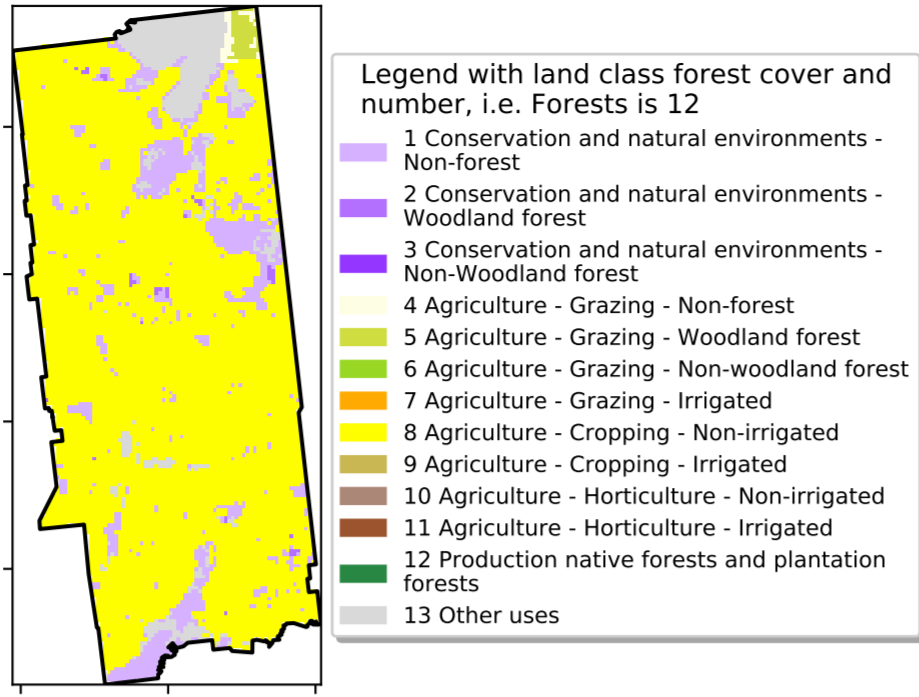 Legend with land class forest cover and
number, i.e. Forests is 12
1 Conservation and natural environments -
Non-forest
2 Conservation and natural environments -
Woodland forest
3 Conservation and natural environments -
Non-Woodland forest
4 Agriculture - Grazing - Non-forest
5 Agriculture - Grazing - Woodland forest
6 Agriculture - Grazing - Non-woodland forest
7 Agriculture - Grazing - Irrigated
8 Agriculture - Cropping - Non-irrigated
9 Agriculture - Cropping - Irrigated
10 Agriculture - Horticulture - Non-irrigated
11 Agriculture - Horticulture - Irrigated
12 Production native forests and plantation
forests
13 Other uses